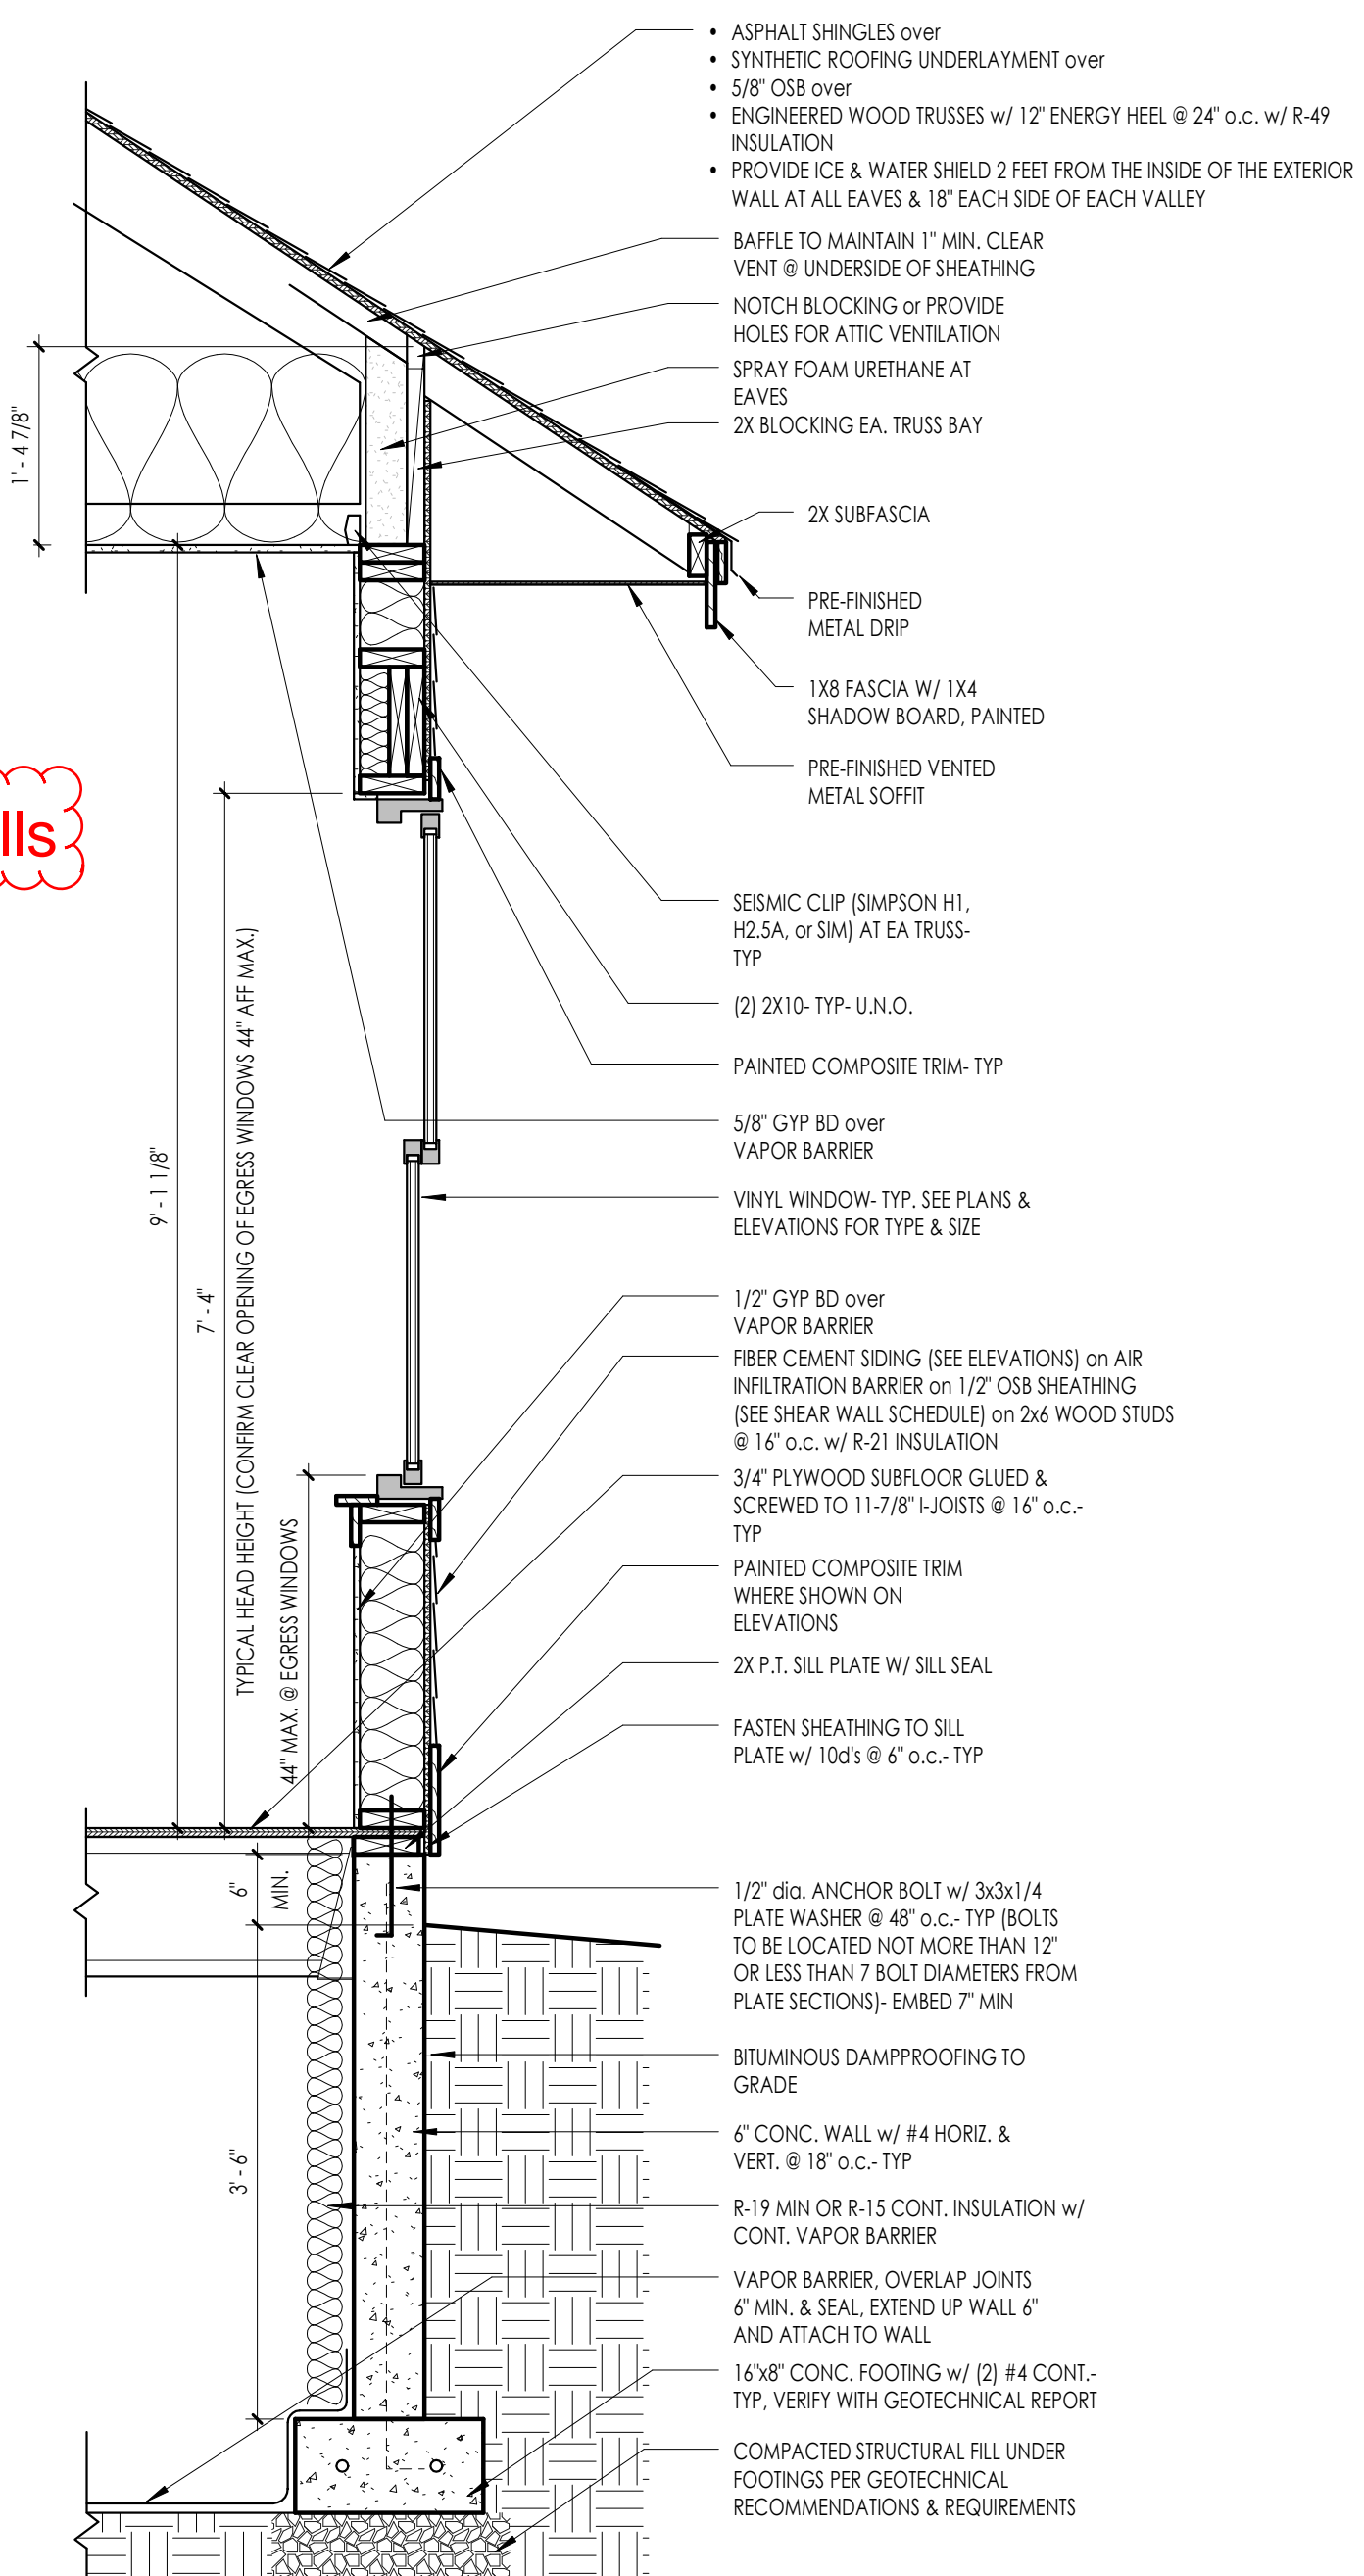 • ASPHALT SHINGLES over
• SYNTHETIC ROOFING UNDERLAYMENT over
• 5/8" OSB over
• ENGINEERED WOOD TRUSSES w/ 12" ENERGY HEEL @ 24" o.c. w/ R-49
INSULATION
• PROVIDE ICE & WATER SHIELD 2 FEET FROM THE INSIDE OF THE EXTERIOR
WALL AT ALL EAVES & 18" EACH SIDE OF EACH VALLEY
BAFFLE TO MAINTAIN 1" MIN. CLEAR
VENT @ UNDERSIDE OF SHEATHING
NOTCH BLOCKING or PROVIDE
HOLES FOR ATTIC VENTILATION
SPRAY FOAM URETHANE AT
EAVES
2X BLOCKING EA. TRUSS BAY
1' - 4 7/8"
2X SUBFASCIA
PRE-FINISHED
METAL DRIP
1X8 FASCIA W/ 1X4
SHADOW BOARD, PAINTED
PRE-FINISHED VENTED
METAL SOFFIT
lls
SEISMIC CLIP (SIMPSON H1,
H2.5A, or SIM) AT EA TRUSS-
TYP
(2) 2X10- TYP- U.N.O.
PAINTED COMPOSITE TRIM- TYP
5/8" GYP BD over
VAPOR BARRIER
VINYL WINDOW- TYP. SEE PLANS &
ELEVATIONS FOR TYPE & SIZE
9' - 1 1/8"
7' - 4"
TYPICAL HEAD HEIGHT (CONFIRM CLEAR OPENING OF EGRESS WINDOWS 44" AFF MAX.)
44" MAX. @ EGRESS WINDOWS
1/2" GYP BD over
VAPOR BARRIER
FIBER CEMENT SIDING (SEE ELEVATIONS) on AIR
INFILTRATION BARRIER on 1/2" OSB SHEATHING
(SEE SHEAR WALL SCHEDULE) on 2x6 WOOD STUDS
@ 16" o.c. w/ R-21 INSULATION
3/4" PLYWOOD SUBFLOOR GLUED &
SCREWED TO 11-7/8" I-JOISTS @ 16" o.c.-
TYP
PAINTED COMPOSITE TRIM
WHERE SHOWN ON
ELEVATIONS
2X P.T. SILL PLATE W/ SILL SEAL
FASTEN SHEATHING TO SILL
PLATE w/ 10d's @ 6" o.c.- TYP
6"
MIN.
1/2" dia. ANCHOR BOLT w/ 3x3x1/4
PLATE WASHER @ 48" o.c.- TYP (BOLTS
TO BE LOCATED NOT MORE THAN 12"
OR LESS THAN 7 BOLT DIAMETERS FROM
PLATE SECTIONS)- EMBED 7" MIN
BITUMINOUS DAMPPROOFING TO
GRADE
6" CONC. WALL w/ #4 HORIZ. &
VERT. @ 18" o.c.- TYP
3' - 6"
R-19 MIN OR R-15 CONT. INSULATION w/
CONT. VAPOR BARRIER
VAPOR BARRIER, OVERLAP JOINTS
6" MIN. & SEAL, EXTEND UP WALL 6"
AND ATTACH TO WALL
16"x8" CONC. FOOTING w/ (2) #4 CONT.-
TYP, VERIFY WITH GEOTECHNICAL REPORT
COMPACTED STRUCTURAL FILL UNDER
FOOTINGS PER GEOTECHNICAL
RECOMMENDATIONS & REQUIREMENTS